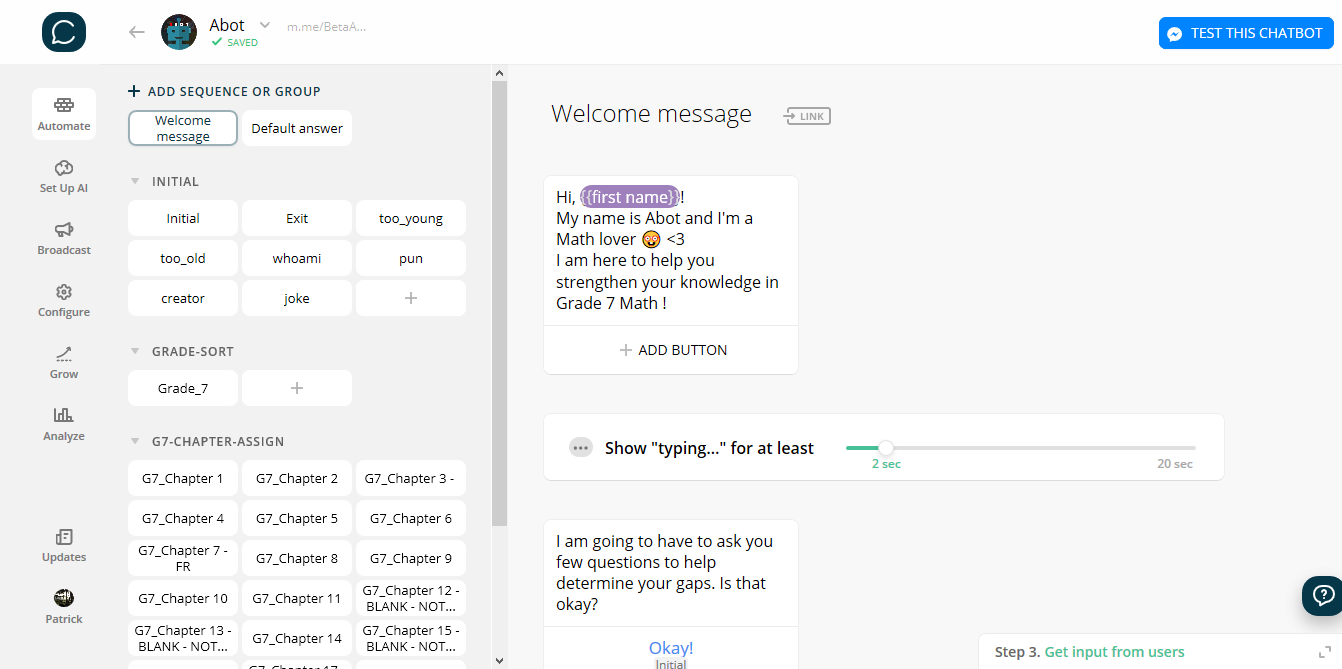 Abot
m.me/BetaA...
SAVED
TEST THIS CHATBOT
Automate
Set Up AI
Broadcast
Configure
Grow
Analyze
Updates
Patrick
ADD SEQUENCE OR GROUP
Welcome
message
Default answer
INITIAL
Initial
Exit
too_young
too_old
whoami
pun
creator
joke
GRADE-SORT
Grade_7
G7-CHAPTER-ASSIGN
G7_Chapter 1
G7_Chapter 2
G7_Chapter 3 -
G7_Chapter 4
G7_Chapter 5
G7_Chapter 6
G7_Chapter 7 -
FR
G7_Chapter 8
G7_Chapter 9
G7_Chapter 10
G7_Chapter 11
G7_Chapter 12 -
BLANK - NOT...
G7_Chapter 13 -
BLANK - NOT...
G7_Chapter 14
G7_Chapter 15 -
BLANK - NOT...
G7_Chapter 17
Welcome message
LINK
Hi, {{first name}}!
My name is Abot and I'm a
Math lover 🤩 <3
I am here to help you
strengthen your knowledge in
Grade 7 Math !
+ ADD BUTTON
Show "typing..." for at least
2 sec
20 sec
I am going to have to ask you
few questions to help
determine your gaps. Is that
okay?
Okay!
Initial
Step 3. Get input from users